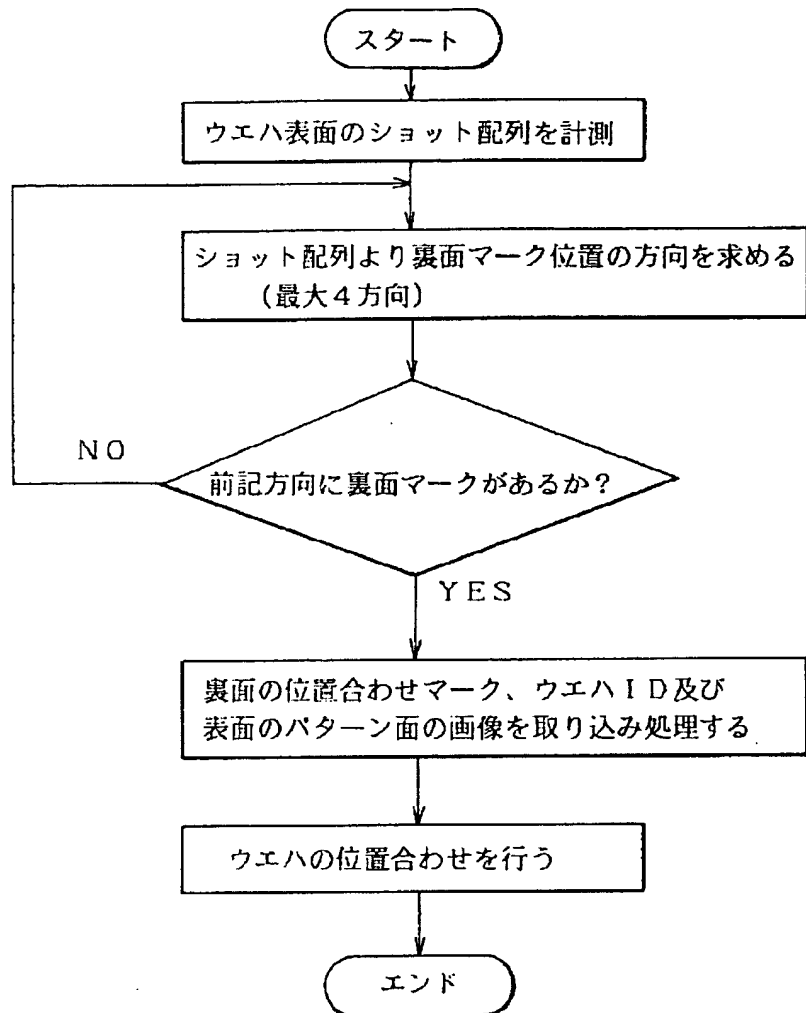 スタート
ウエハ表面のショット配列を計測
ショット配列より裏面マーク位置の方向を求める
(最大4方向)
NO
前記方向に裏面マークがあるか?
YES
裏面の位置合わせマーク、ウエハID及び
表面のパターン面の画像を取り込み処理する
ウエハの位置合わせを行う
エンド